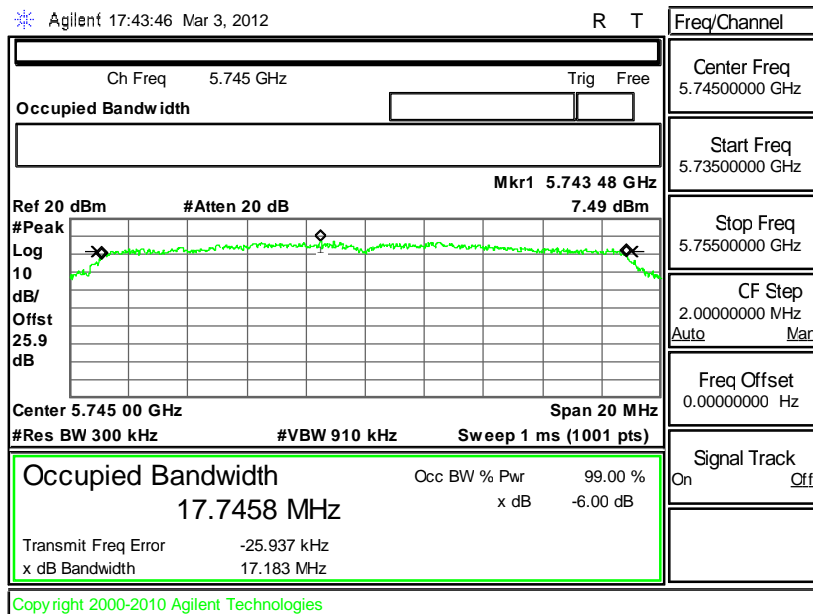 Agilent 17:43:46 Mar 3, 2012 R T
Freq/Channel
Ch Freq 5.745 GHz Trig Free
Occupied Bandwidth
Center Freq
5.74500000 GHz
Start Freq
5.73500000 GHz
Stop Freq
5.75500000 GHz
CF Step
2.00000000 MHz
Auto Man
Freq Offset
0.00000000 Hz
Signal Track
On Off
Mkr1 5.743 48 GHz
Ref 20 dBm #Atten 20 dB 7.49 dBm
#Peak
Log
10
dB/
Offst
25.9
dB
1
Center 5.745 00 GHz Span 20 MHz
#Res BW 300 kHz #VBW 910 kHz Sweep 1 ms (1001 pts)
Occupied Bandwidth Occ BW % Pwr 99.00 %
17.7458 MHz x dB -6.00 dB
Transmit Freq Error -25.937 kHz
x dB Bandwidth 17.183 MHz
Copyright 2000-2010 Agilent Technologies